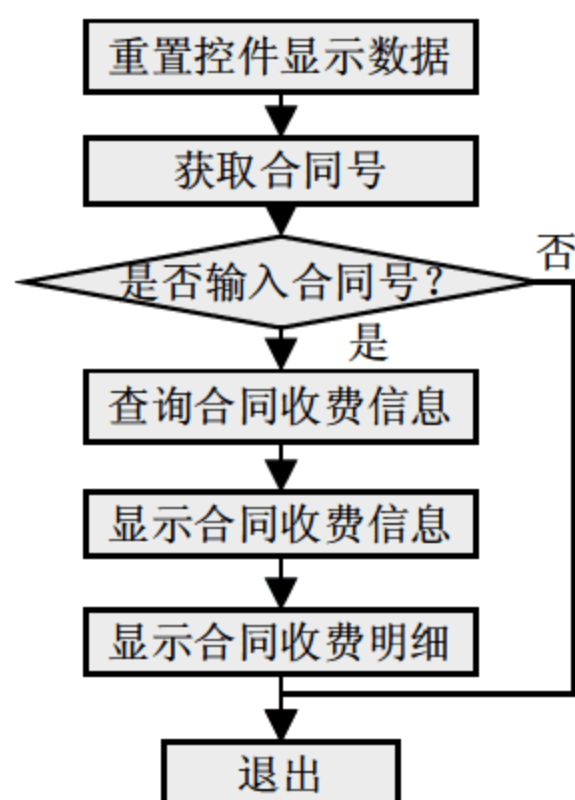 重置控件显示数据
获取合同号
是否输入合同号？
否
是
查询合同收费信息
显示合同收费信息
显示合同收费明细
退出